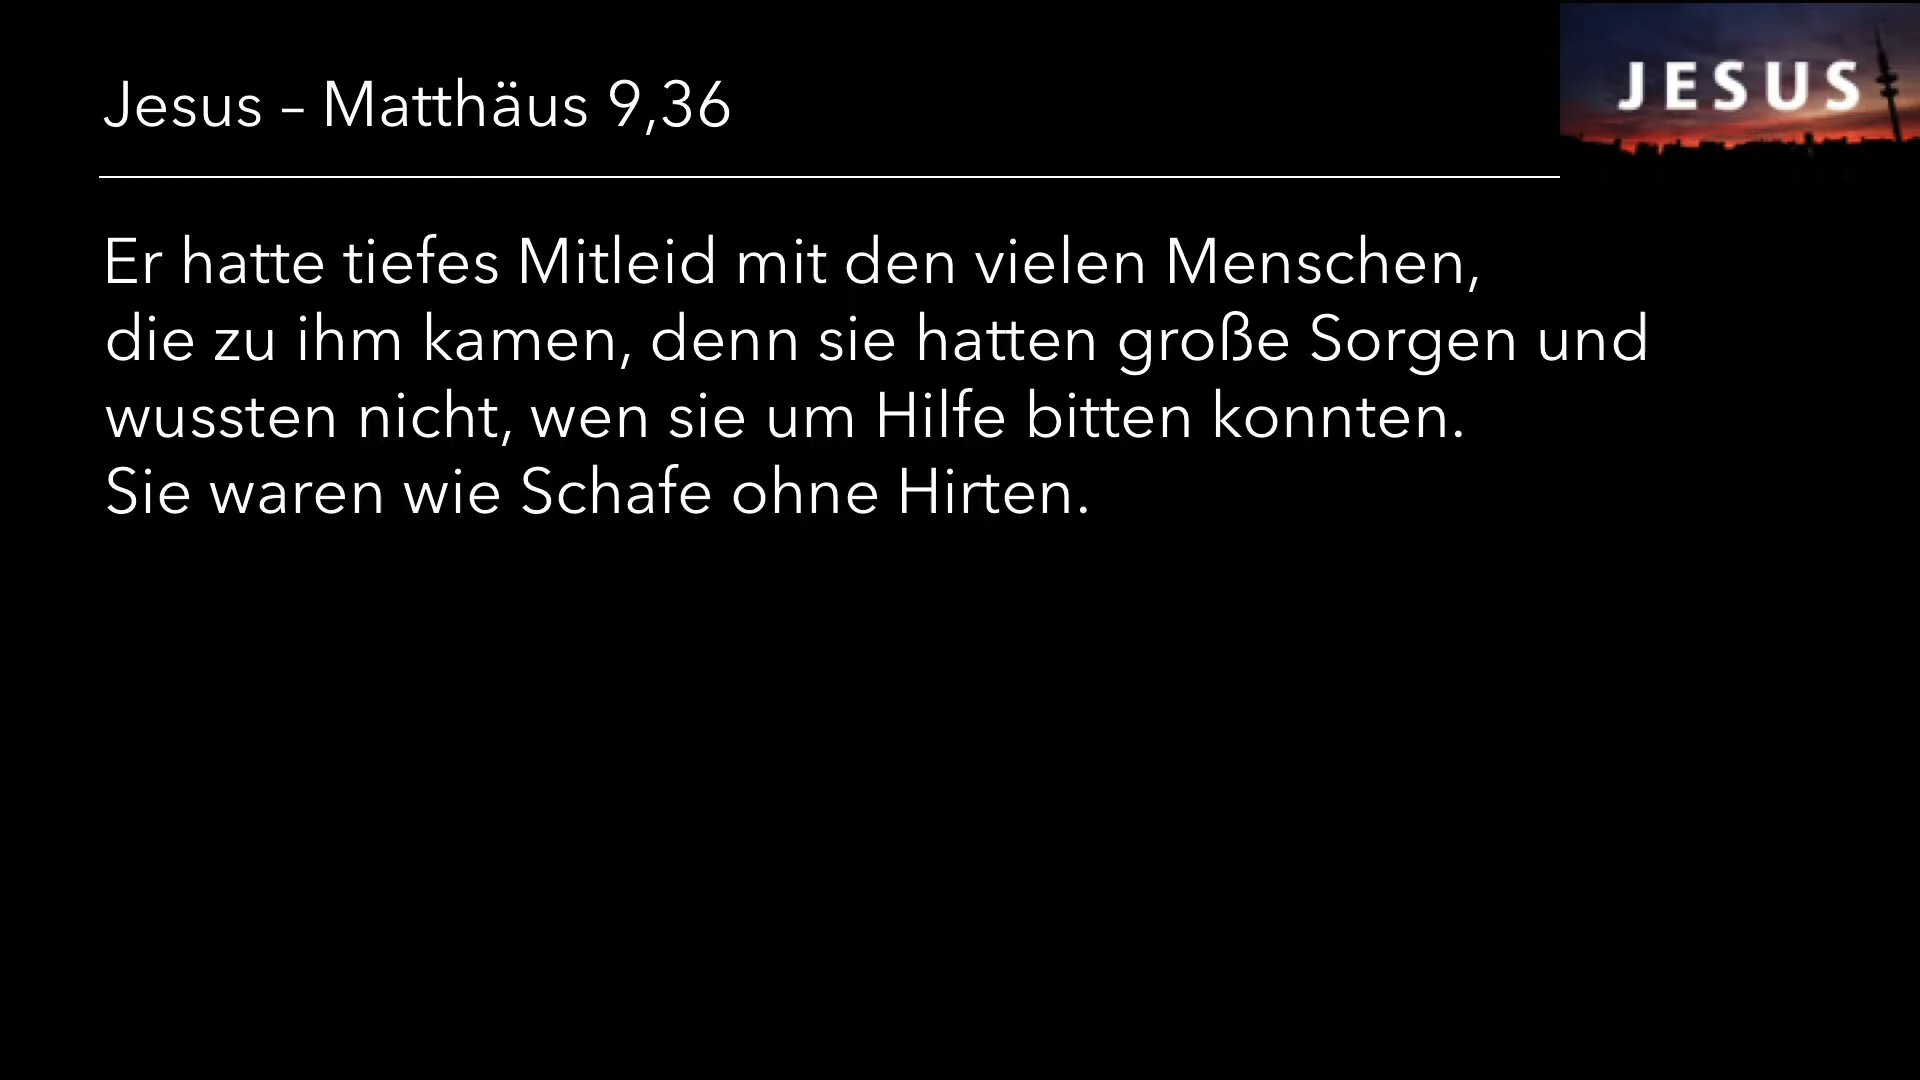 Jesus – Matthäus 9,36
JESUS
Er hatte tiefes Mitleid mit den vielen Menschen,
die zu ihm kamen, denn sie hatten große Sorgen und
wussten nicht, wen sie um Hilfe bitten konnten.
Sie waren wie Schafe ohne Hirten.